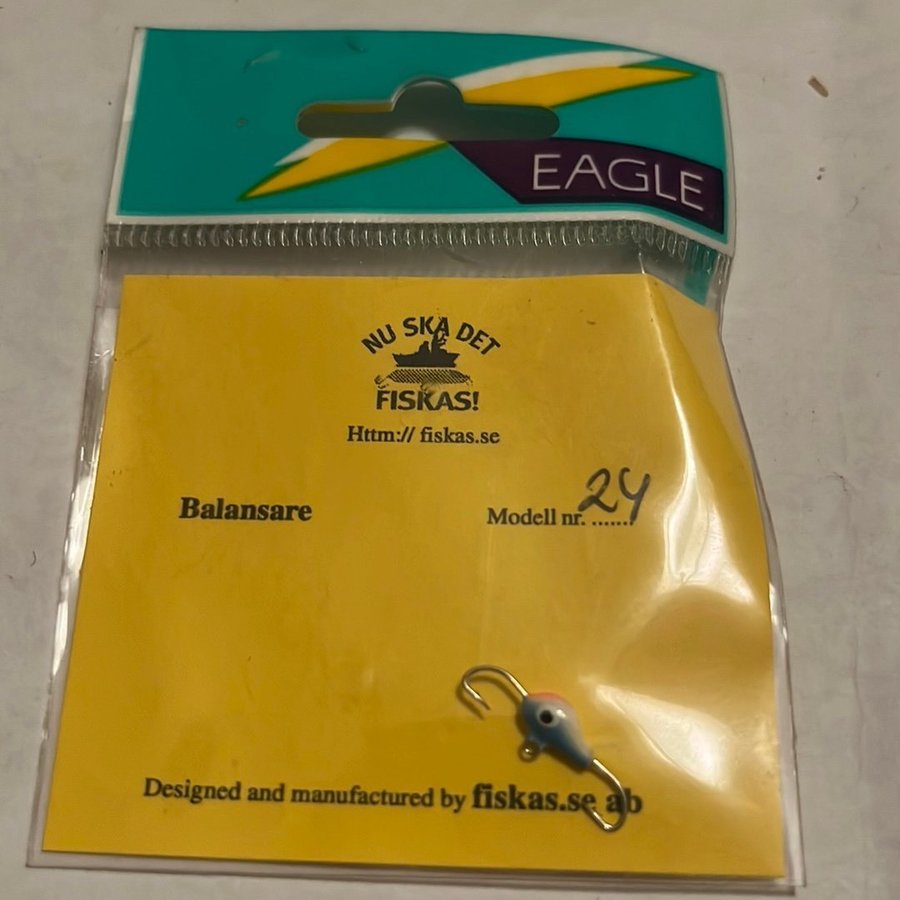 EAGLE
NU SKA DET
FISKAS!
Httm:// fiskas.se
Balansare
Modell nr. ....... 24
Designed and manufactured by fiskas.se ab